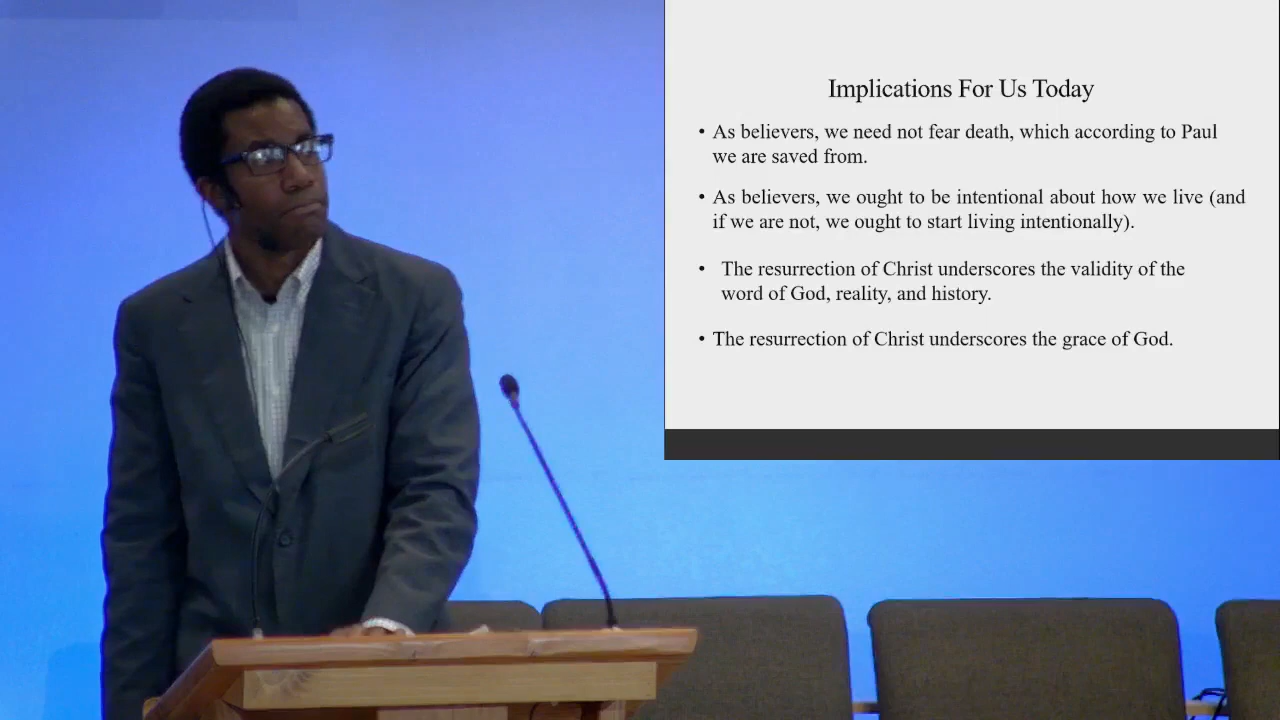 Implications For Us Today
• As believers, we need not fear death, which according to Paul
we are saved from.
• As believers, we ought to be intentional about how we live (and
if we are not, we ought to start living intentionally).
• The resurrection of Christ underscores the validity of the
word of God, reality, and history.
• The resurrection of Christ underscores the grace of God.